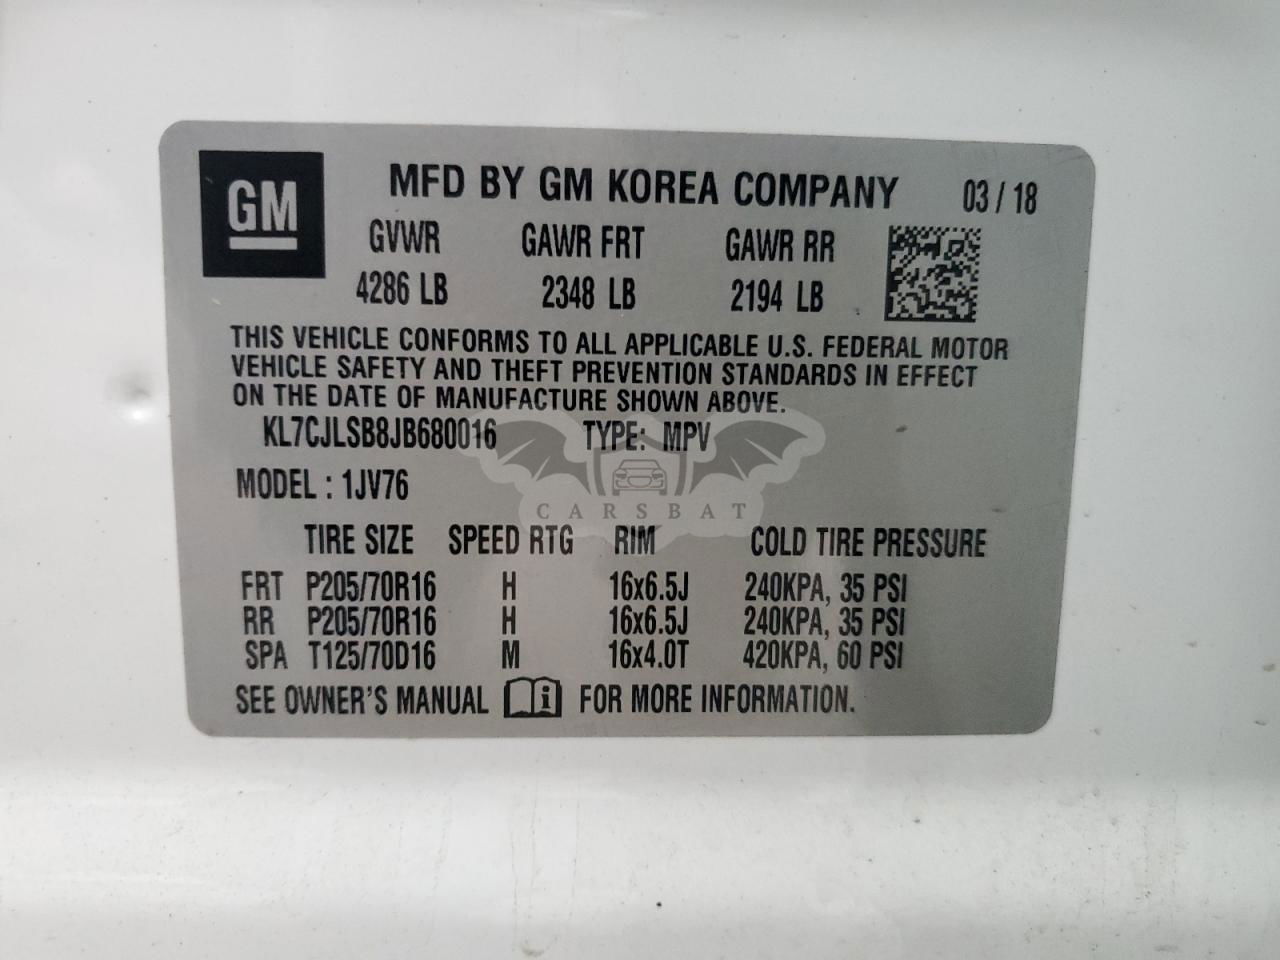 GM
MFD BY GM KOREA COMPANY 03 / 18
GVWR GAWR FRT GAWR RR
4286 LB 2348 LB 2194 LB
THIS VEHICLE CONFORMS TO ALL APPLICABLE U.S. FEDERAL MOTOR
VEHICLE SAFETY AND THEFT PREVENTION STANDARDS IN EFFECT
ON THE DATE OF MANUFACTURE SHOWN ABOVE.
KL7CJLSB8JB680016 TYPE: MPV
MODEL : 1JV76
CARSBAT
TIRE SIZE SPEED RTG RIM COLD TIRE PRESSURE
FRT P205/70R16 H 16x6.5J 240KPA, 35 PSI
RR P205/70R16 H 16x6.5J 240KPA, 35 PSI
SPA T125/70D16 M 16x4.0T 420KPA, 60 PSI
SEE OWNER'S MANUAL i FOR MORE INFORMATION.